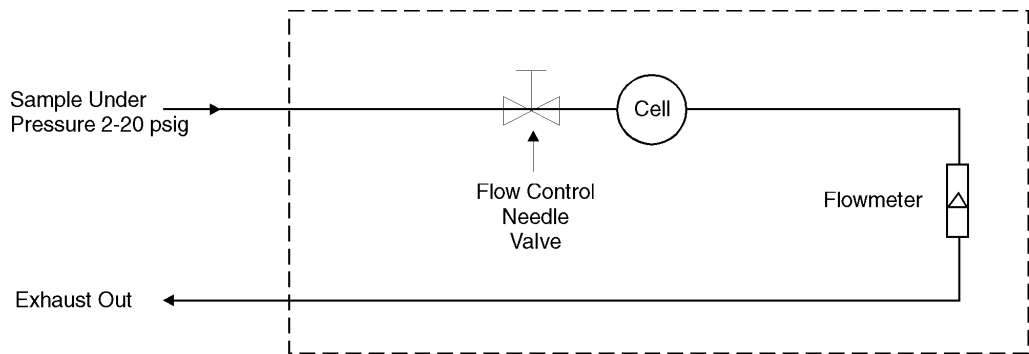 Sample Under
Pressure 2-20 psig
Cell
Flow Control
Needle
Valve
Flowmeter
Exhaust Out